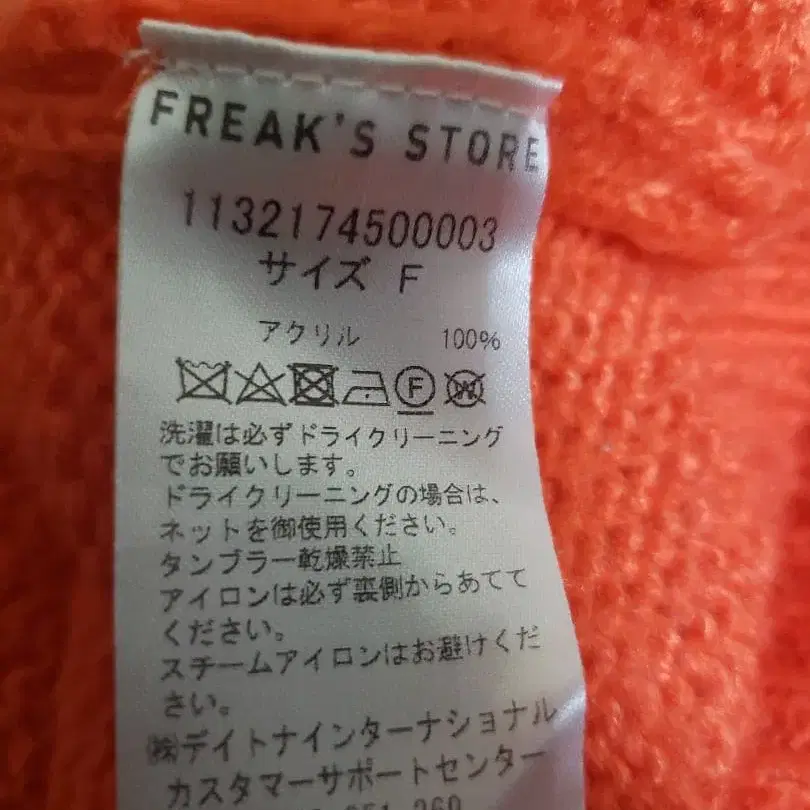 FREAK'S STORE
1132174500003
サイズ F
アクリル 100%
F W
洗濯は必ずドライクリーニング
でお願いします。
ドライクリーニングの場合は、
ネットを御使用ください。
タンブラー乾燥禁止
アイロンは必ず裏側からあてて
ください。
スチームアイロンはお避けくだ
さい。
㈱デイトナインターナショナル
カスタマーサポートセンター